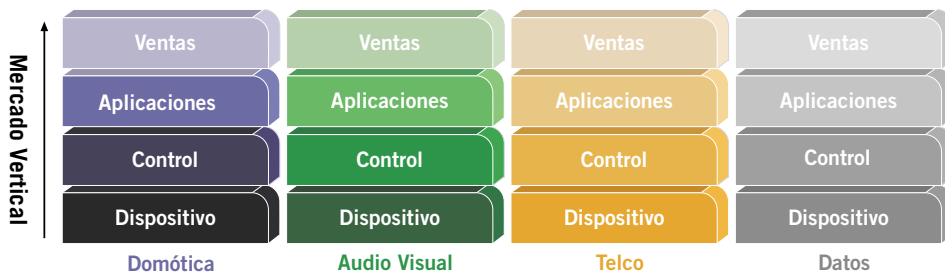 Mercado Vertical
Ventas
Ventas
Ventas
Ventas
Aplicaciones
Aplicaciones
Aplicaciones
Aplicaciones
Control
Control
Control
Control
Dispositivo
Dispositivo
Dispositivo
Dispositivo
Domótica
Audio Visual
Telco
Datos